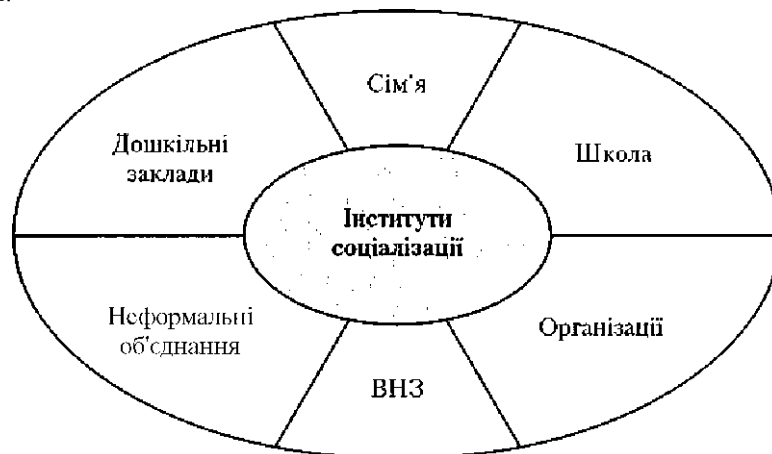 Сім'я
Дошкільні
заклади
Школа
Інститути
соціалізації
Неформальні
об'єднання
Організації
ВНЗ